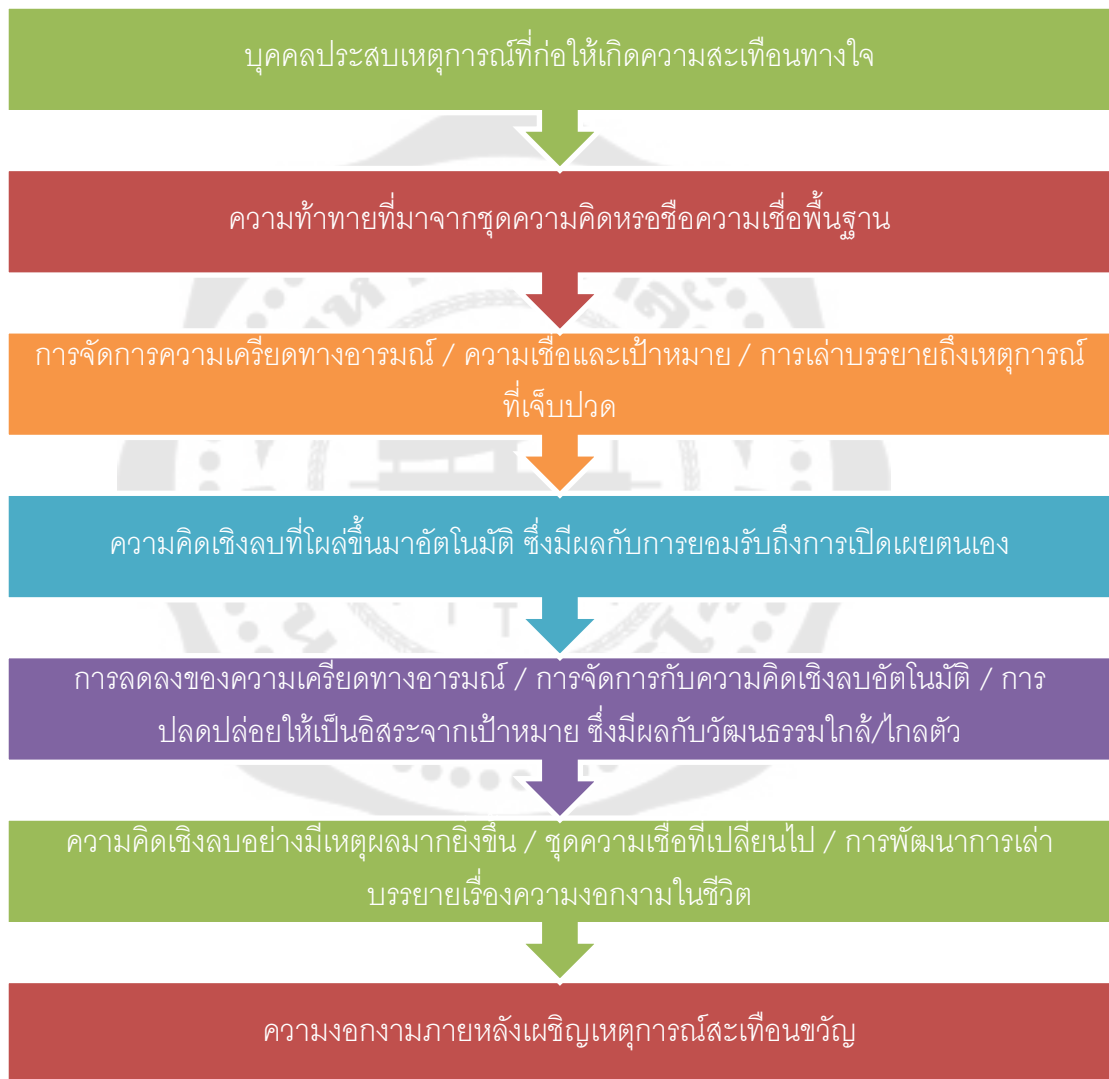 บุคคลประสบเหตุการณ์ที่ก่อให้เกิดความสะเทือนทางใจ
ความท้าทายที่มาจากชุดความคิดหรอชือความเชื่อพื้นฐาน
การจัดการความเครียดทางอารมณ์ / ความเชื่อและเป้าหมาย / การเล่าบรรยายถึงเหตุการณ์
ที่เจ็บปวด
ความคิดเชิงลบที่โผล่ขึ้นมาอัตโนมัติ ซึ่งมีผลกับการยอมรับถึงการเปิดเผยตนเอง
การลดลงของความเครียดทางอารมณ์ / การจัดการกับความคิดเชิงลบอัตโนมัติ / การ
ปลดปล่อยให้เป็นอิสระจากเป้าหมาย ซึ่งมีผลกับวัฒนธรรมใกล้/ไกลตัว
ความคิดเชิงลบอย่างมีเหตุผลมากยิ่งขึ้น / ชุดความเชื่อที่เปลี่ยนไป / การพัฒนาการเล่า
บรรยายเรื่องความงอกงามในชีวิต
ความงอกงามภายหลังเผชิญเหตุการณ์สะเทือนขวัญ